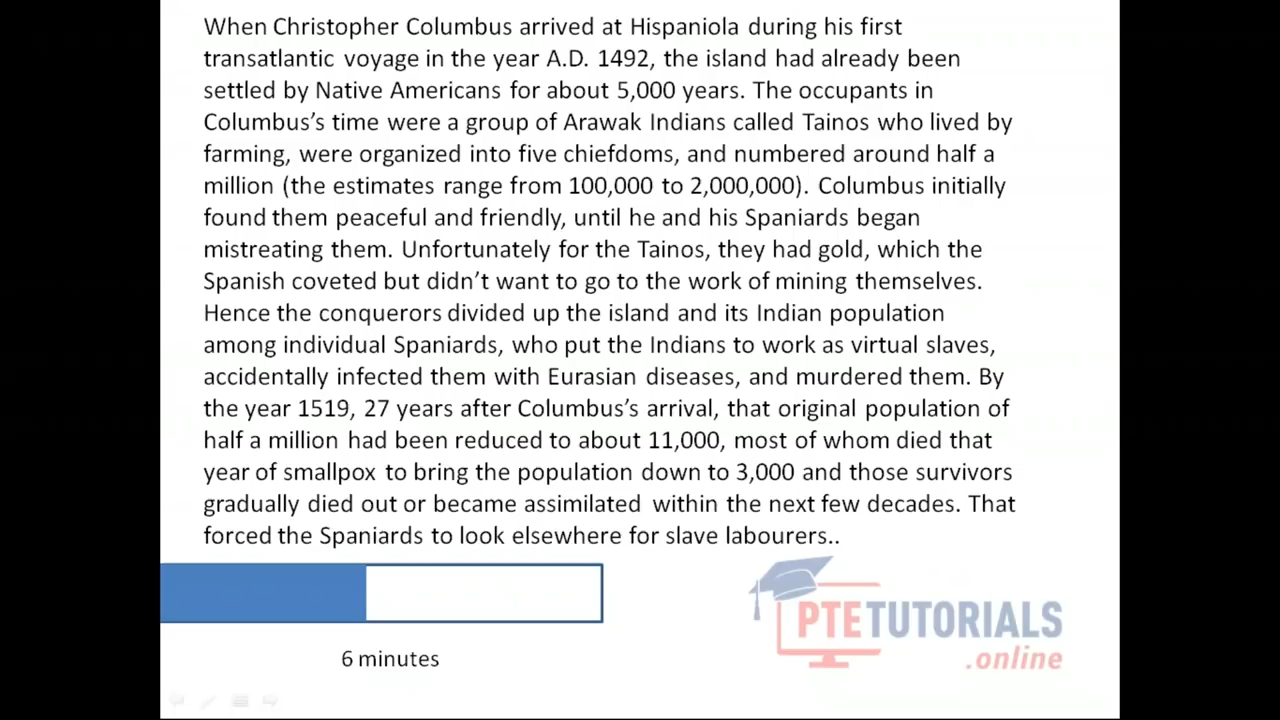 When Christopher Columbus arrived at Hispaniola during his first
transatlantic voyage in the year A.D. 1492, the island had already been
settled by Native Americans for about 5,000 years. The occupants in
Columbus’s time were a group of Arawak Indians called Tainos who lived by
farming, were organized into five chiefdoms, and numbered around half a
million (the estimates range from 100,000 to 2,000,000). Columbus initially
found them peaceful and friendly, until he and his Spaniards began
mistreating them. Unfortunately for the Tainos, they had gold, which the
Spanish coveted but didn’t want to go to the work of mining themselves.
Hence the conquerors divided up the island and its Indian population
among individual Spaniards, who put the Indians to work as virtual slaves,
accidentally infected them with Eurasian diseases, and murdered them. By
the year 1519, 27 years after Columbus’s arrival, that original population of
half a million had been reduced to about 11,000, most of whom died that
year of smallpox to bring the population down to 3,000 and those survivors
gradually died out or became assimilated within the next few decades. That
forced the Spaniards to look elsewhere for slave labourers..
PTETUTORIALS
.online
6 minutes